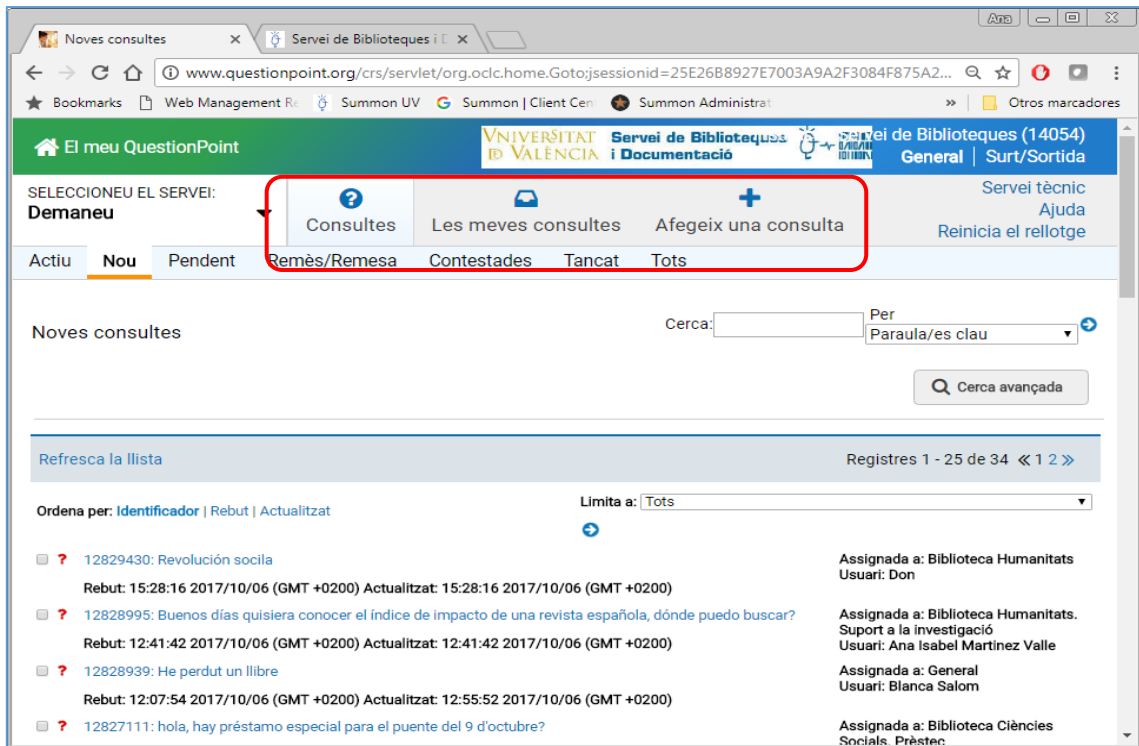 Ana
Noves consultes
Servei de Biblioteques i D
www.questionpoint.org/crs/servlet/org.oclc.home.Goto;jsessionid=25E26B8927E7003A9A2F3084F875A2...
Bookmarks Web Management Re Summon UV Summon | Client Cen Summon Administrat » Otros marcadores
El meu QuestionPoint
VNIVERSITAT
ID VALÈNCIA
Servei de Biblioteques
i Documentació
Servei de Biblioteques (14054)
General | Surt/Sortida
SELECCIONEU EL SERVEI:
Demaneu
Consultes Les meves consultes Afegeix una consulta
Servei tècnic
Ajuda
Reinicia el rellotge
Actiu Nou Pendent Remès/Remesa Contestades Tancat Tots
Noves consultes
Cerca:
Per
Paraula/es clau
Cerca avançada
Refresca la llista
Registres 1 - 25 de 34 « 1 2 »
Ordena per: Identificador | Rebut | Actualitzat
Limita a: Tots
? 12829430: Revolución socila
Rebut: 15:28:16 2017/10/06 (GMT +0200) Actualitzat: 15:28:16 2017/10/06 (GMT +0200)
Assignada a: Biblioteca Humanitats
Usuari: Don
? 12828995: Buenos días quisiera conocer el índice de impacto de una revista española, dónde puedo buscar?
Rebut: 12:41:42 2017/10/06 (GMT +0200) Actualitzat: 12:41:42 2017/10/06 (GMT +0200)
Assignada a: Biblioteca Humanitats.
Suport a la investigació
Usuari: Ana Isabel Martinez Valle
? 12828939: He perdut un llibre
Rebut: 12:07:54 2017/10/06 (GMT +0200) Actualitzat: 12:55:52 2017/10/06 (GMT +0200)
Assignada a: General
Usuari: Blanca Salom
? 12827111: hola, hay préstamo especial para el puente del 9 d'octubre?
Assignada a: Biblioteca Ciències
Socials. Prèstec